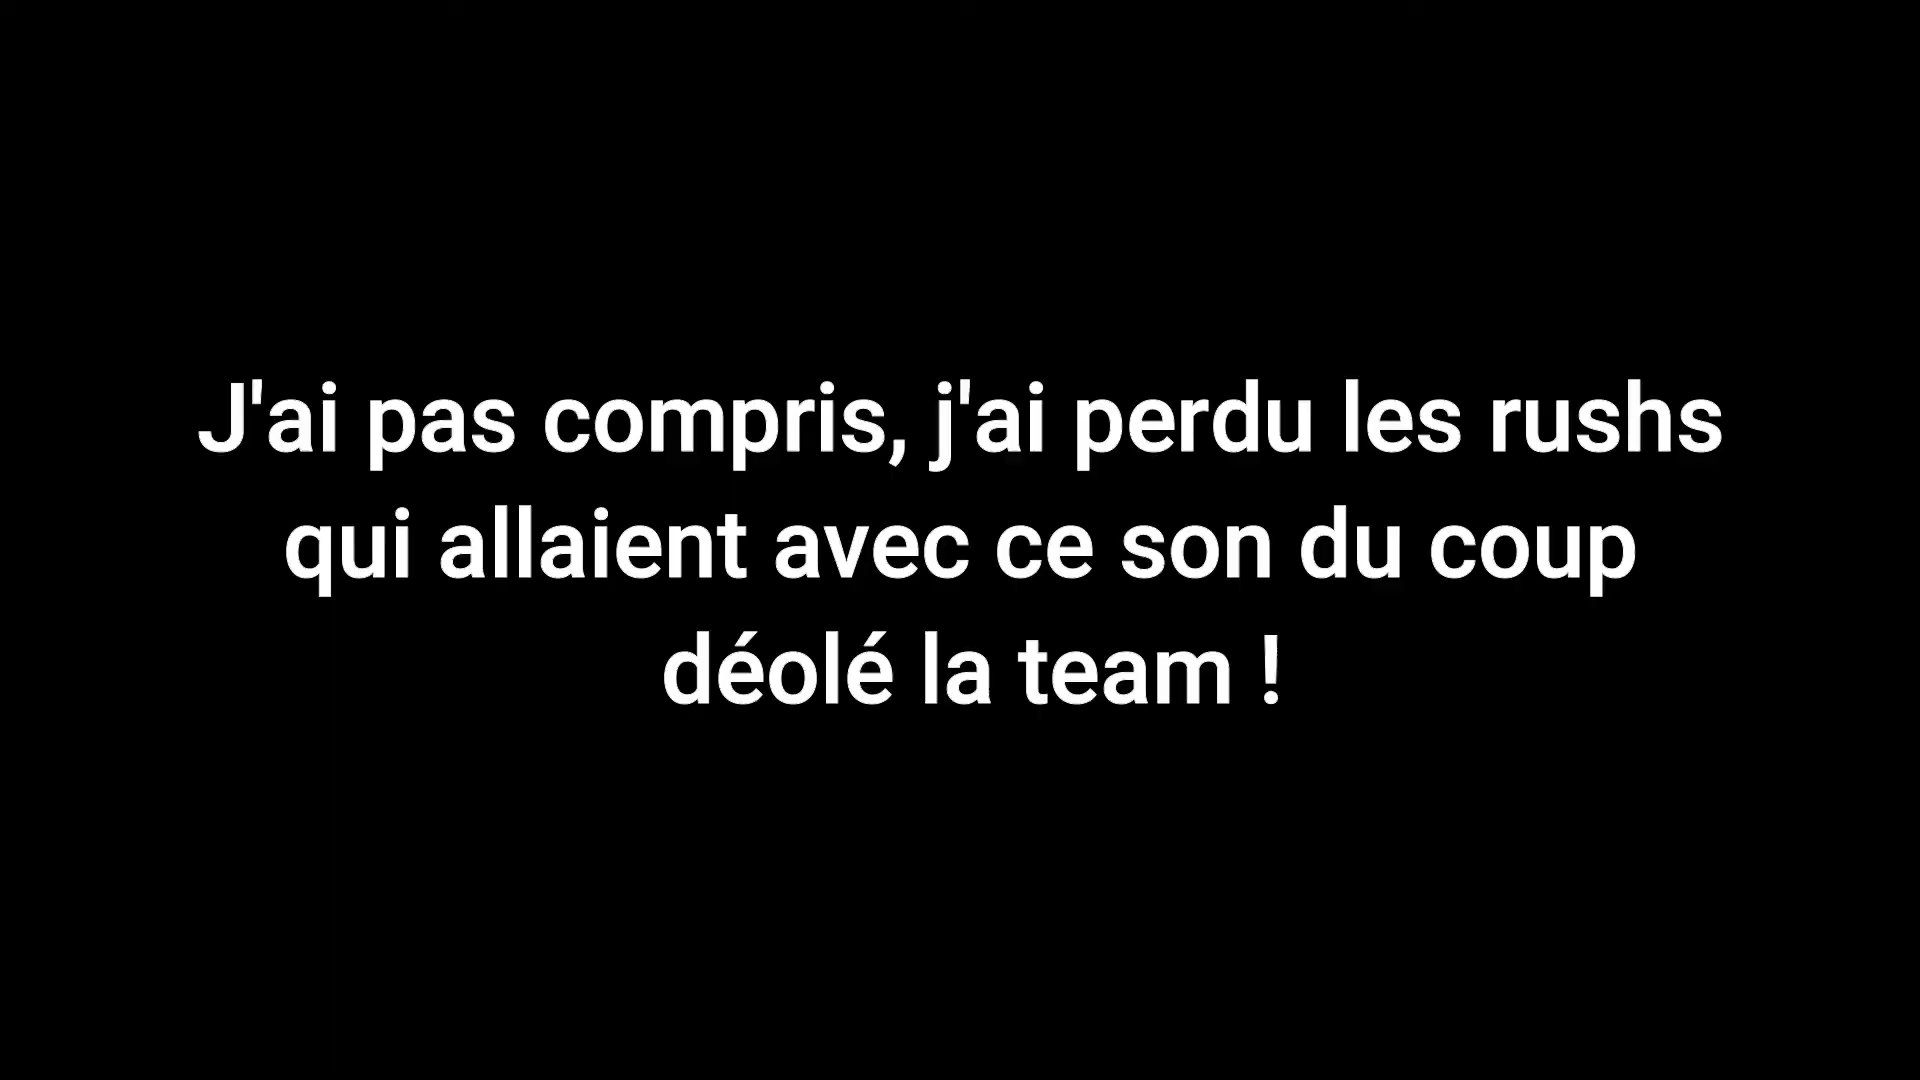 J'ai pas compris, j'ai perdu les rushs
qui allaient avec ce son du coup
déolé la team !